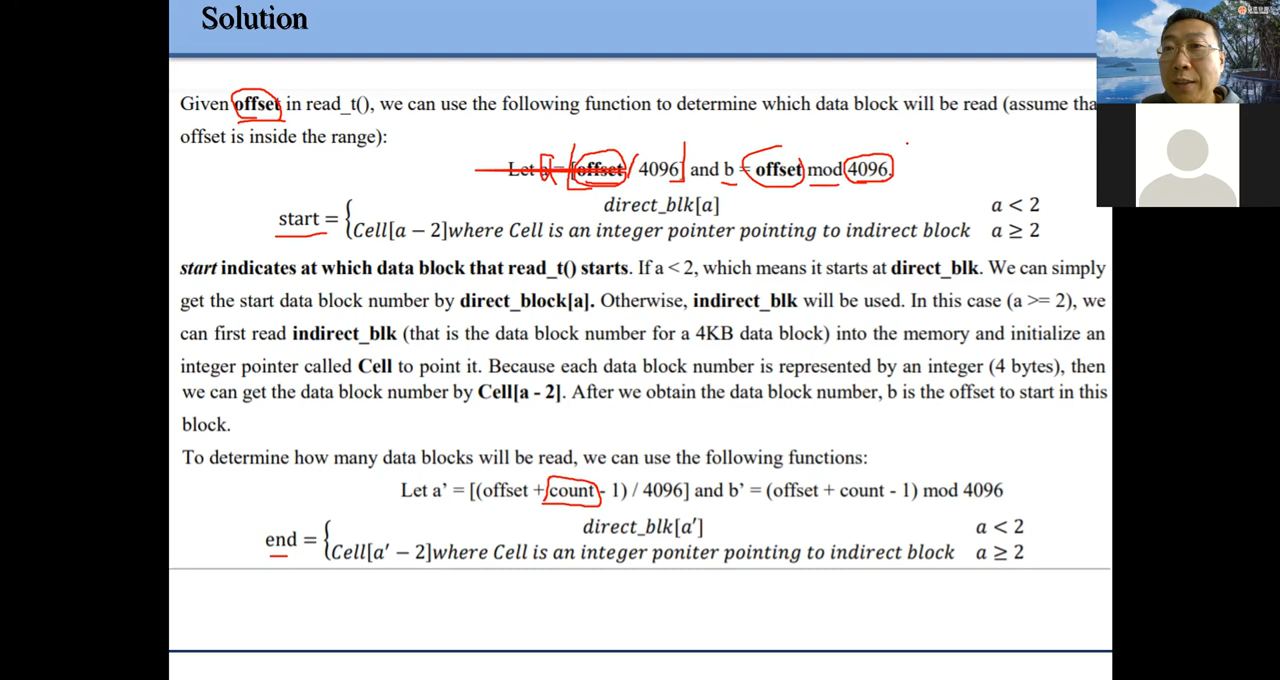 Solution
Given offset in read_t(), we can use the following function to determine which data block will be read (assume tha
offset is inside the range):
Let a = [offset / 4096] and b = offset mod 4096,
start = { direct_blk[a] a < 2
Cell[a − 2]where Cell is an integer pointer pointing to indirect block a ≥ 2
start indicates at which data block that read_t() starts. If a < 2, which means it starts at direct_blk. We can simply
get the start data block number by direct_block[a]. Otherwise, indirect_blk will be used. In this case (a >= 2), we
can first read indirect_blk (that is the data block number for a 4KB data block) into the memory and initialize an
integer pointer called Cell to point it. Because each data block number is represented by an integer (4 bytes), then
we can get the data block number by Cell[a - 2]. After we obtain the data block number, b is the offset to start in this
block.
To determine how many data blocks will be read, we can use the following functions:
Let a’ = [(offset + count - 1) / 4096] and b’ = (offset + count - 1) mod 4096
end = { direct_blk[a′] a < 2
Cell[a′ − 2]where Cell is an integer poniter pointing to indirect block a ≥ 2